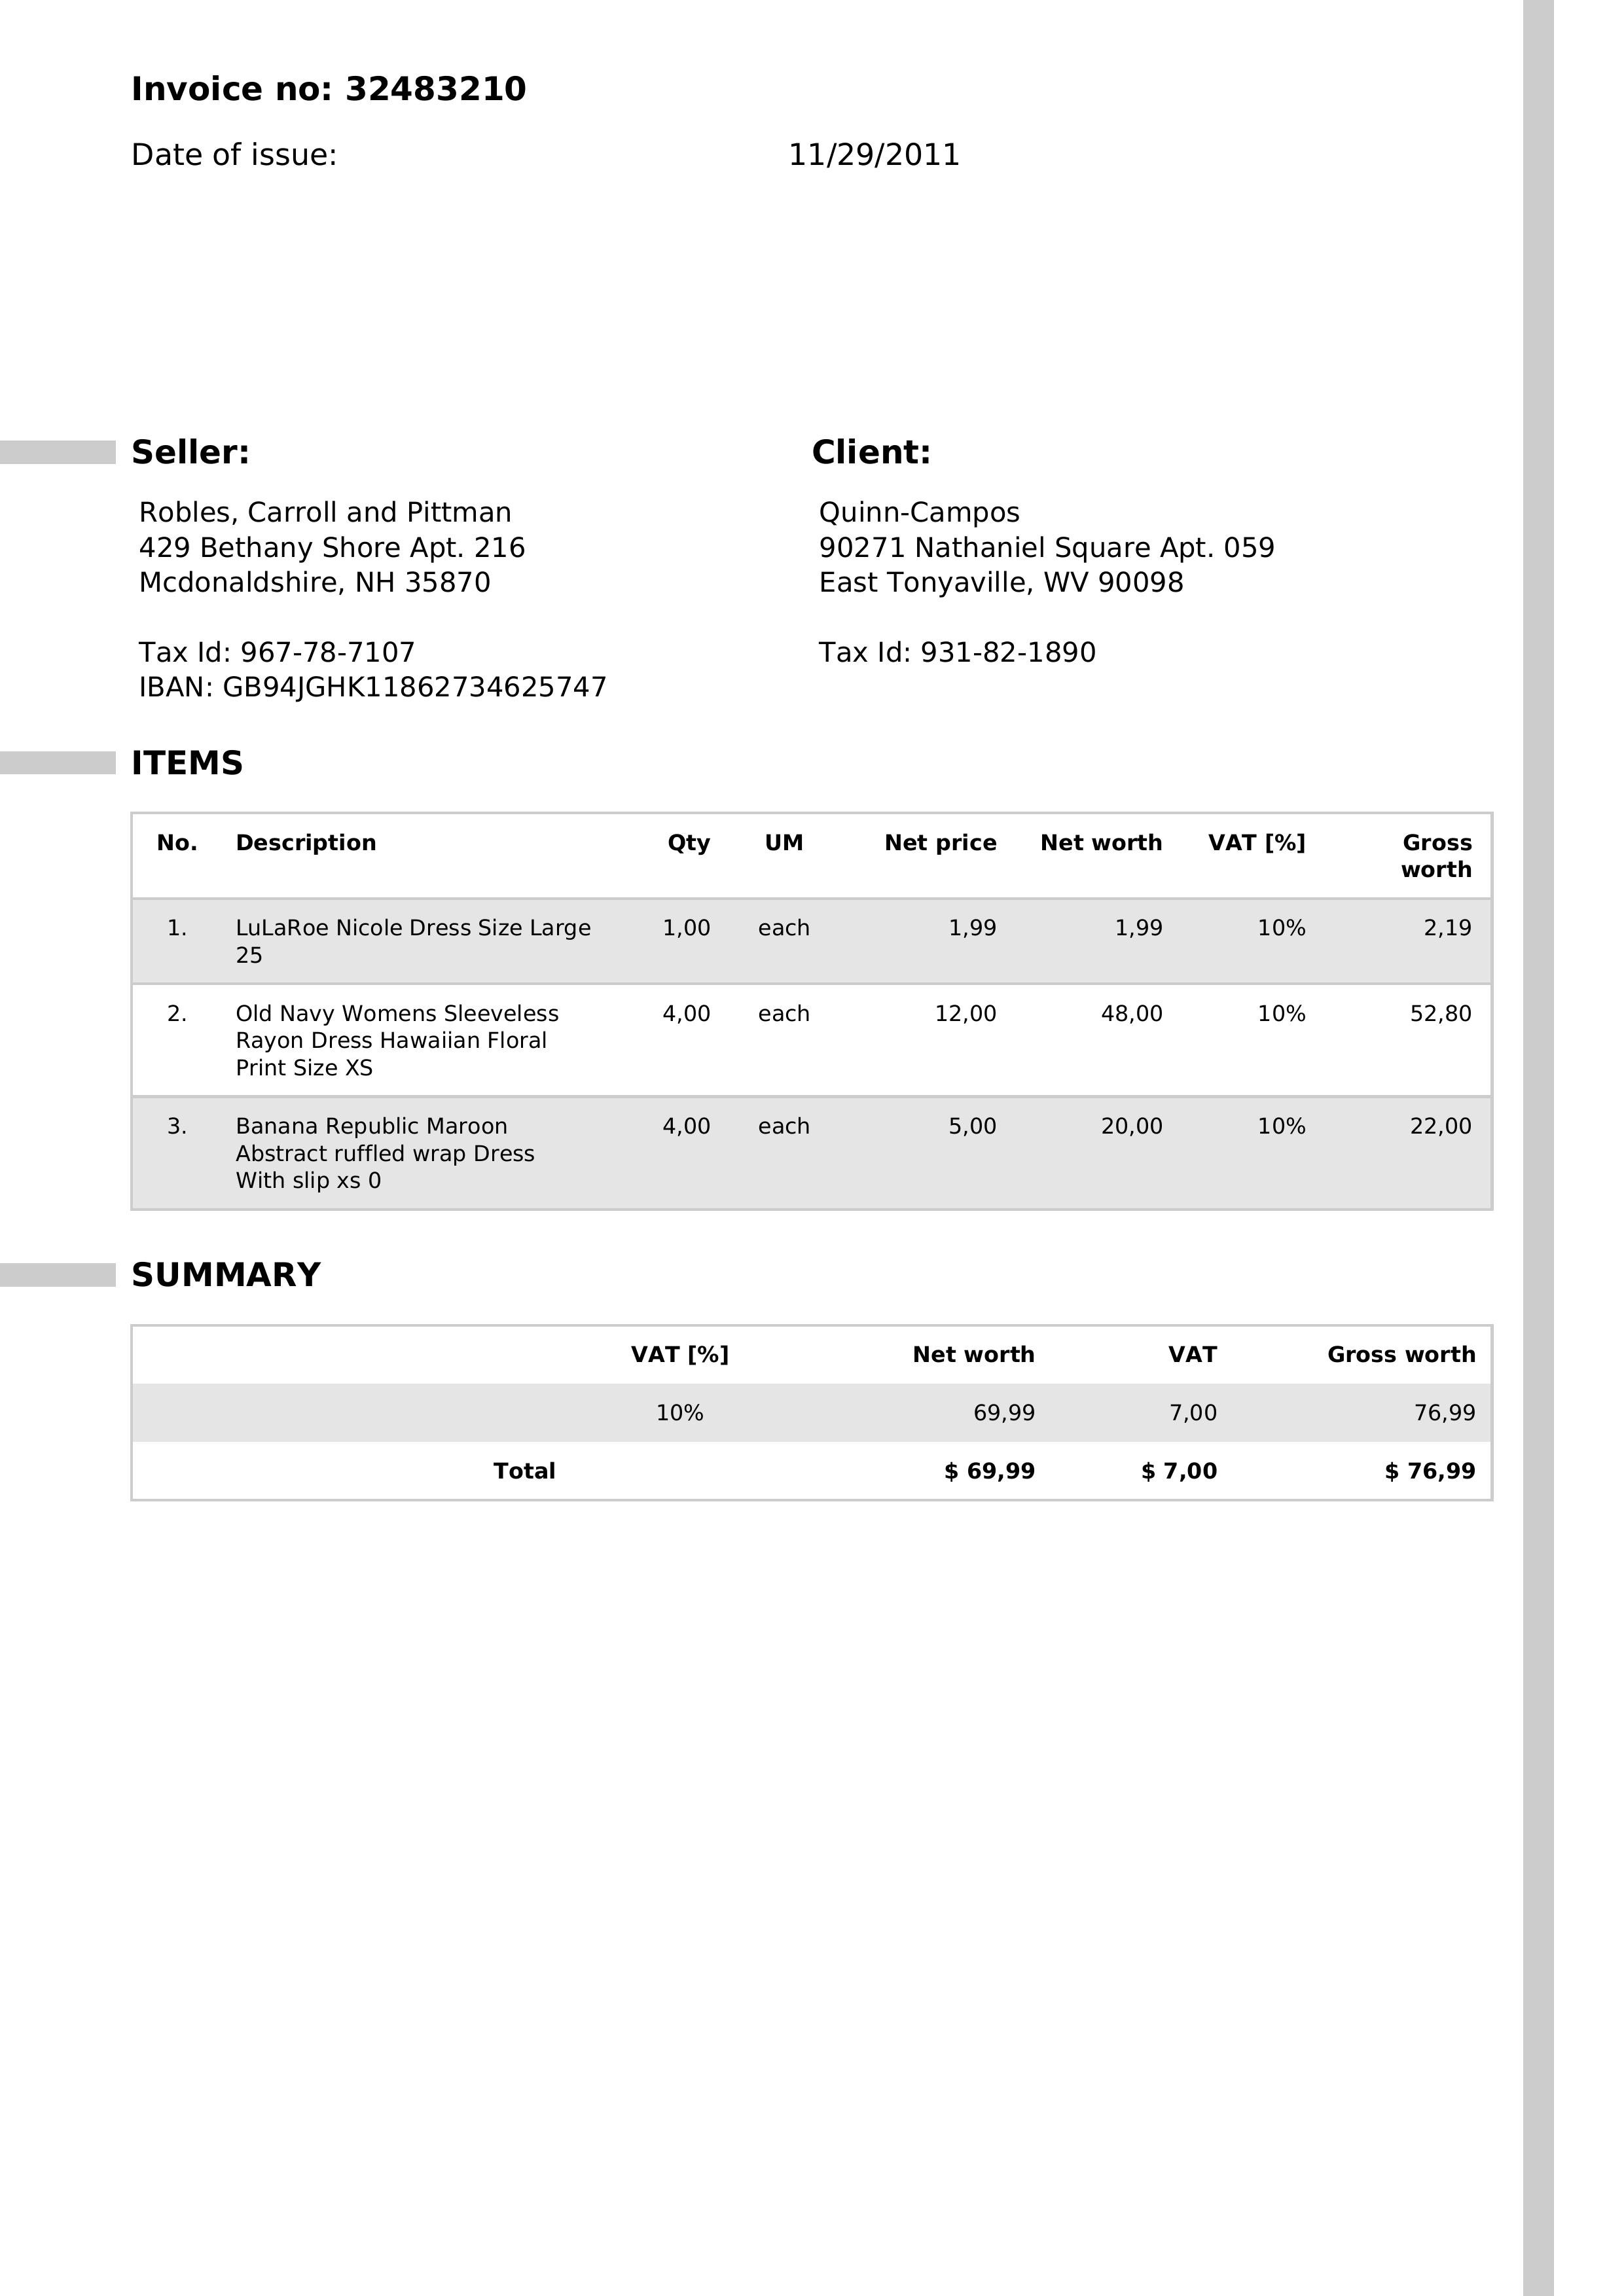 Invoice no: 32483210
Date of issue: 11/29/2011
Seller: Client:
Robles, Carroll and Pittman Quinn-Campos
429 Bethany Shore Apt. 216 90271 Nathaniel Square Apt. 059
Mcdonaldshire, NH 35870 East Tonyaville, WV 90098
Tax Id: 967-78-7107 Tax Id: 931-82-1890
IBAN: GB94JGHK11862734625747
ITEMS
No. Description Qty UM Net price Net worth VAT [%] Gross
worth
1. LuLaRoe Nicole Dress Size Large 1,00 each 1,99 1,99 10% 2,19
25
2. Old Navy Womens Sleeveless 4,00 each 12,00 48,00 10% 52,80
Rayon Dress Hawaiian Floral
Print Size XS
3. Banana Republic Maroon 4,00 each 5,00 20,00 10% 22,00
Abstract ruffled wrap Dress
With slip xs 0
SUMMARY
VAT [%] Net worth VAT Gross worth
10% 69,99 7,00 76,99
Total $ 69,99 $ 7,00 $ 76,99